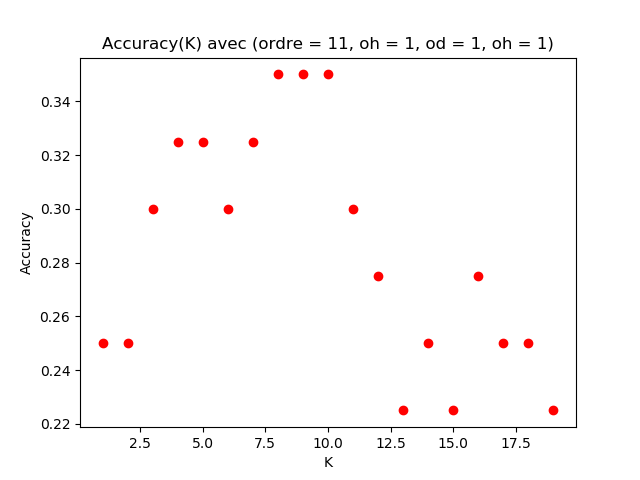 Accuracy(K) avec (ordre = 11, oh = 1, od = 1, oh = 1)
0.34
0.32
0.30
0.28
0.26
0.24
0.22
Accuracy
2.5 5.0 7.5 10.0 12.5 15.0 17.5
K